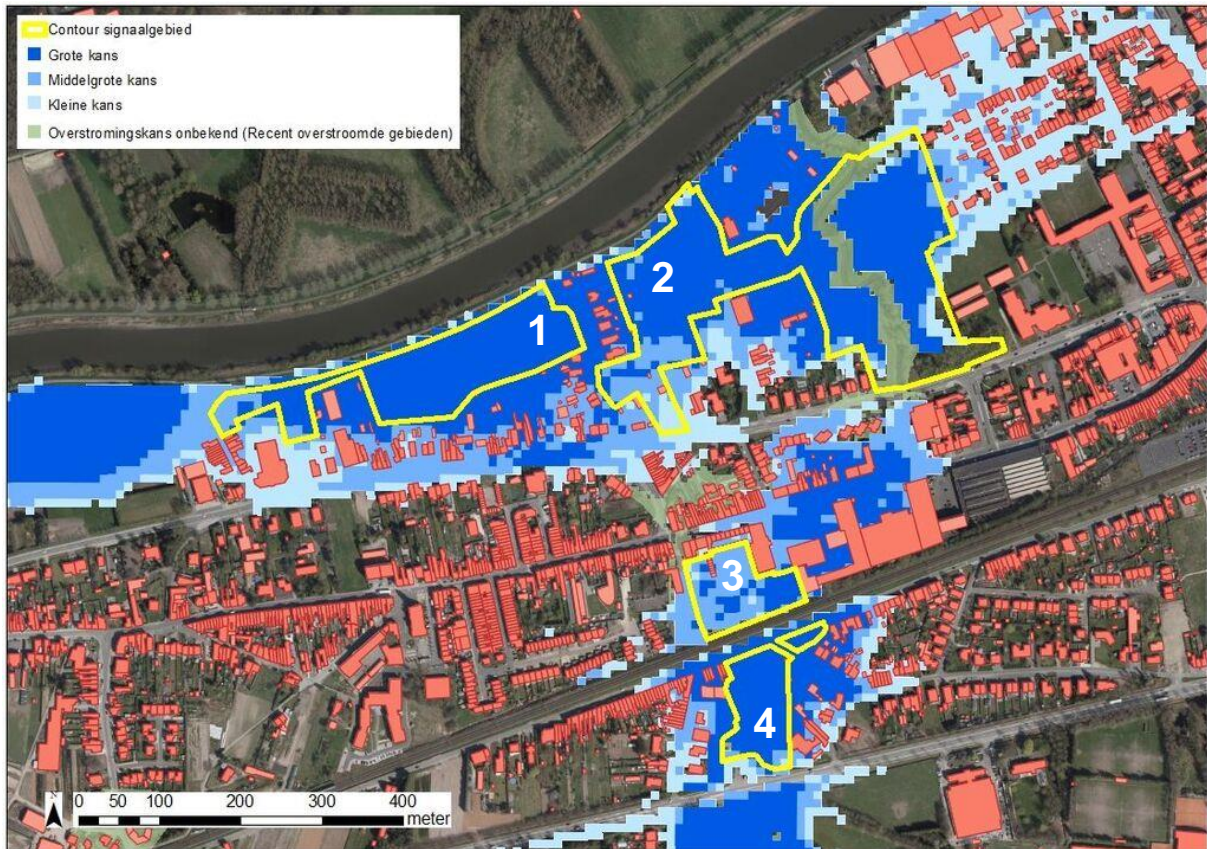 Contour signaalgebied
Grote kans
Middelgrote kans
Kleine kans
Overstromingskans onbekend (Recent overstroomde gebieden)
2
1
3
4
N
0 50 100 200 300 400
meter